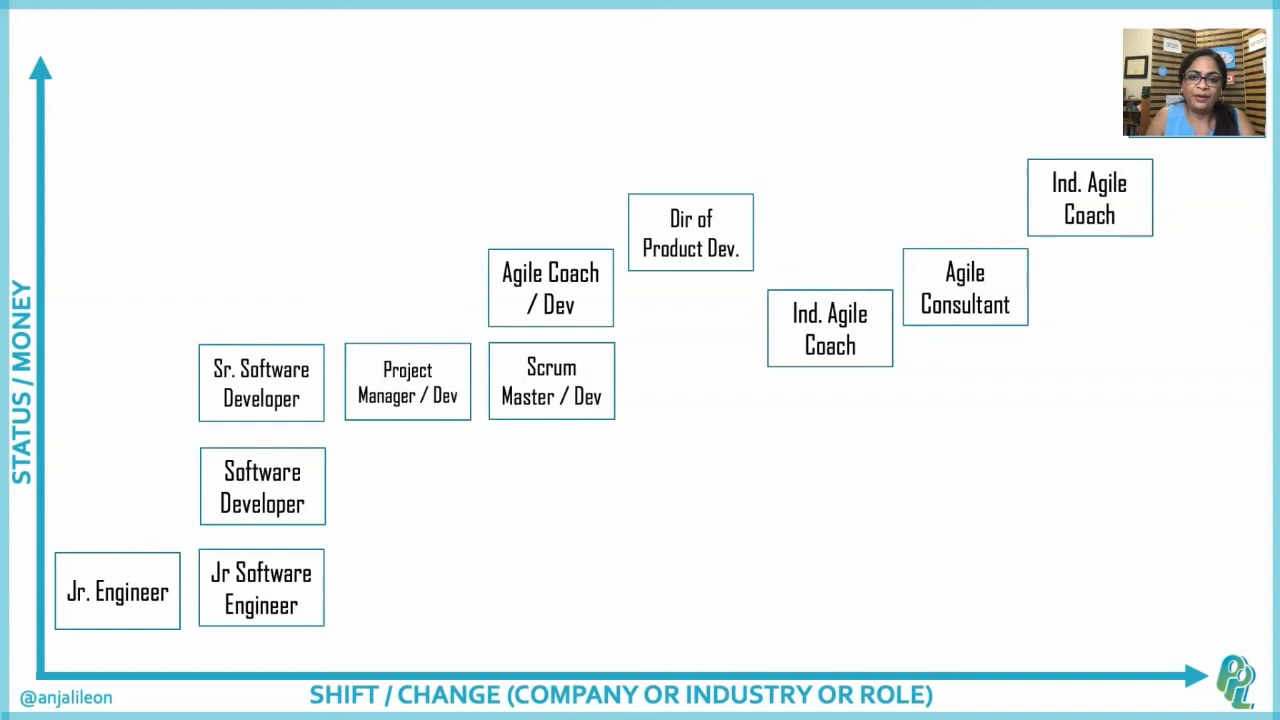 Ind. Agile
Coach
Dir of
Product Dev.
Agile Coach
/ Dev
Ind. Agile
Coach
Agile
Consultant
Sr. Software
Developer
Project
Manager / Dev
Scrum
Master / Dev
Software
Developer
Jr. Engineer
Jr Software
Engineer
STATUS / MONEY
SHIFT / CHANGE (COMPANY OR INDUSTRY OR ROLE)
@anjalileon